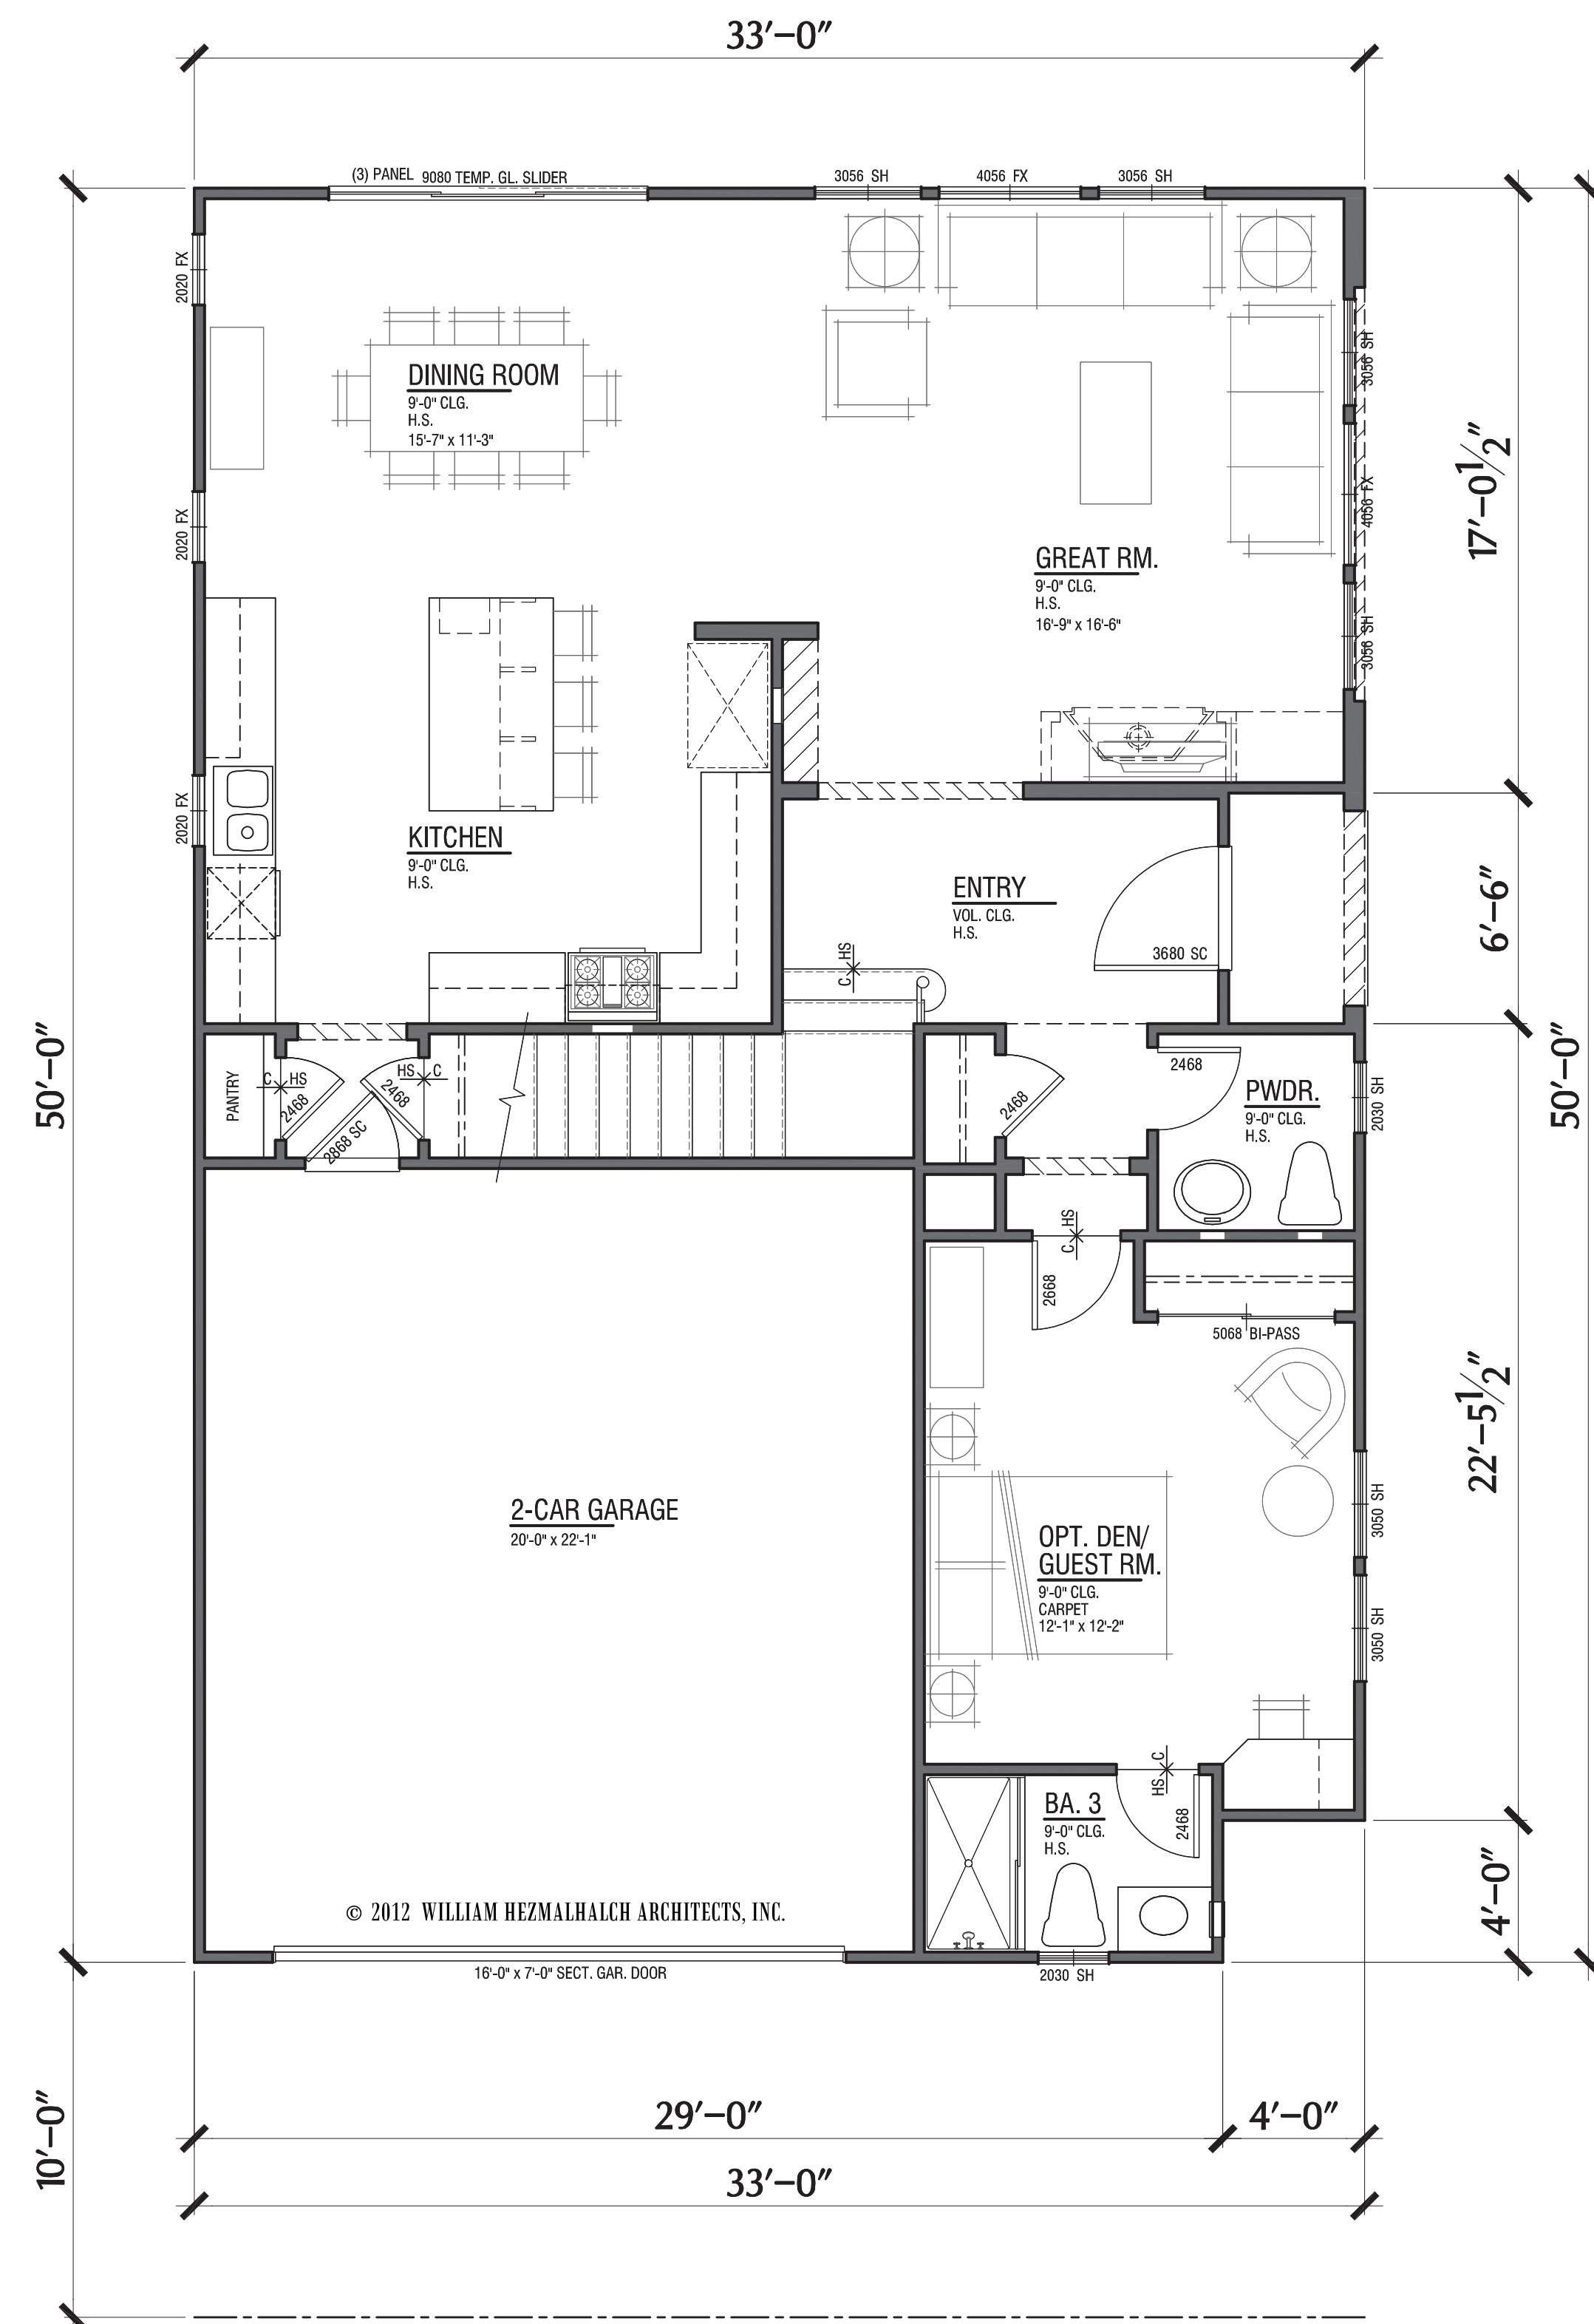 33'-0"
(3) PANEL 9080 TEMP. GL. SLIDER
3056 SH
4056 FX
3056 SH
2020 FX
DINING ROOM
9'-0" CLG.
H.S.
15'-7" x 11'-3"
3056 SH
17'-0 1/2"
4056 FX
2020 FX
GREAT RM.
9'-0" CLG.
H.S.
16'-9" x 16'-6"
3056 SH
2020 FX
KITCHEN
9'-0" CLG.
H.S.
ENTRY
VOL. CLG.
H.S.
6'-6"
C HS
3680 SC
50'-0"
50'-0"
PANTRY
C HS
2468
HS C
2468
2868 SC
2468
2468
PWDR.
9'-0" CLG.
H.S.
2030 SH
C HS
2668
5068 BI-PASS
22'-5 1/2"
2-CAR GARAGE
20'-0" x 22'-1"
3050 SH
OPT. DEN/
GUEST RM.
9'-0" CLG.
CARPET
12'-1" x 12'-2"
3050 SH
HS C
BA. 3
9'-0" CLG.
H.S.
2468
4'-0"
© 2012 WILLIAM HEZMALHALCH ARCHITECTS, INC.
16'-0" x 7'-0" SECT. GAR. DOOR
2030 SH
10'-0"
29'-0"
4'-0"
33'-0"